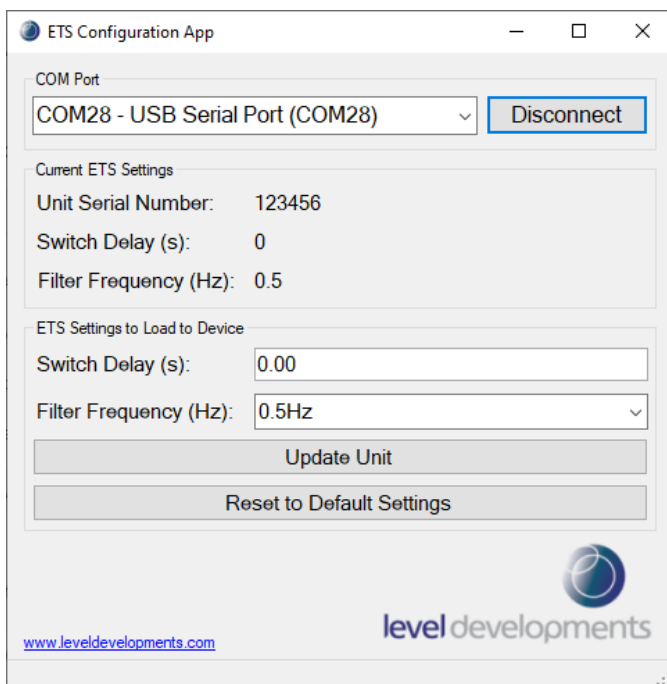 ETS Configuration App
COM Port
COM28 - USB Serial Port (COM28)
Disconnect
Current ETS Settings
Unit Serial Number: 123456
Switch Delay (s): 0
Filter Frequency (Hz): 0.5
ETS Settings to Load to Device
Switch Delay (s): 0.00
Filter Frequency (Hz): 0.5Hz
Update Unit
Reset to Default Settings
level developments
www.leveldevelopments.com